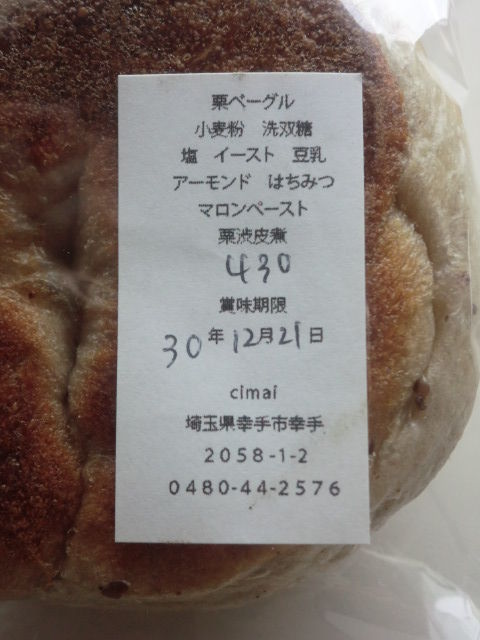 栗ベーグル
小麦粉　洗双糖
塩　イースト　豆乳
アーモンド　はちみつ
マロンペースト
栗渋皮煮
430
賞味期限
30年12月21日
cimai
埼玉県幸手市幸手
2058-1-2
0480-44-2576